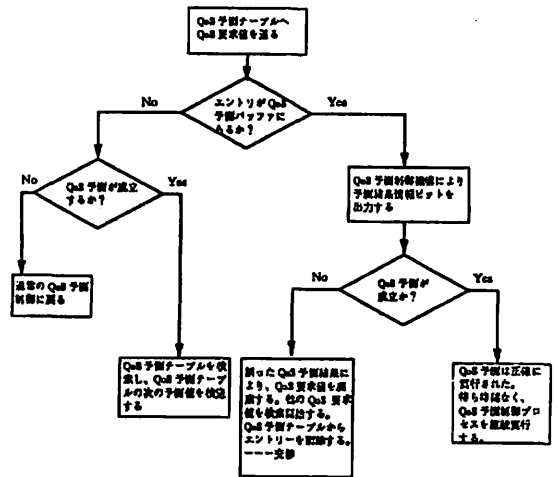 QoS 予測テーブルへ
QoS 要求値を送る
エントリが QoS
予測バッファに
あるか？
No
Yes
QoS 予測が成立
するか？
No
Yes
QoS 予測制御機構により
予測結果情報ビットを
出力する
通常の QoS 予測
制御に戻る
QoS 予測が
成立か？
No
Yes
QoS 予測テーブルを検
索し、QoS 予測テーブ
ルの次の予測値を検定
する
誤った QoS 予測結果に
より、QoS 要求値を廃
棄する。他の QoS 要求
値を検索開始する。
QoS 予測テーブルから
エントリーを削除する。
ーーー交渉
QoS 予測は正確に
実行された。
待ち時間なく、
QoS 予測制御プロ
セスを継続実行
する。